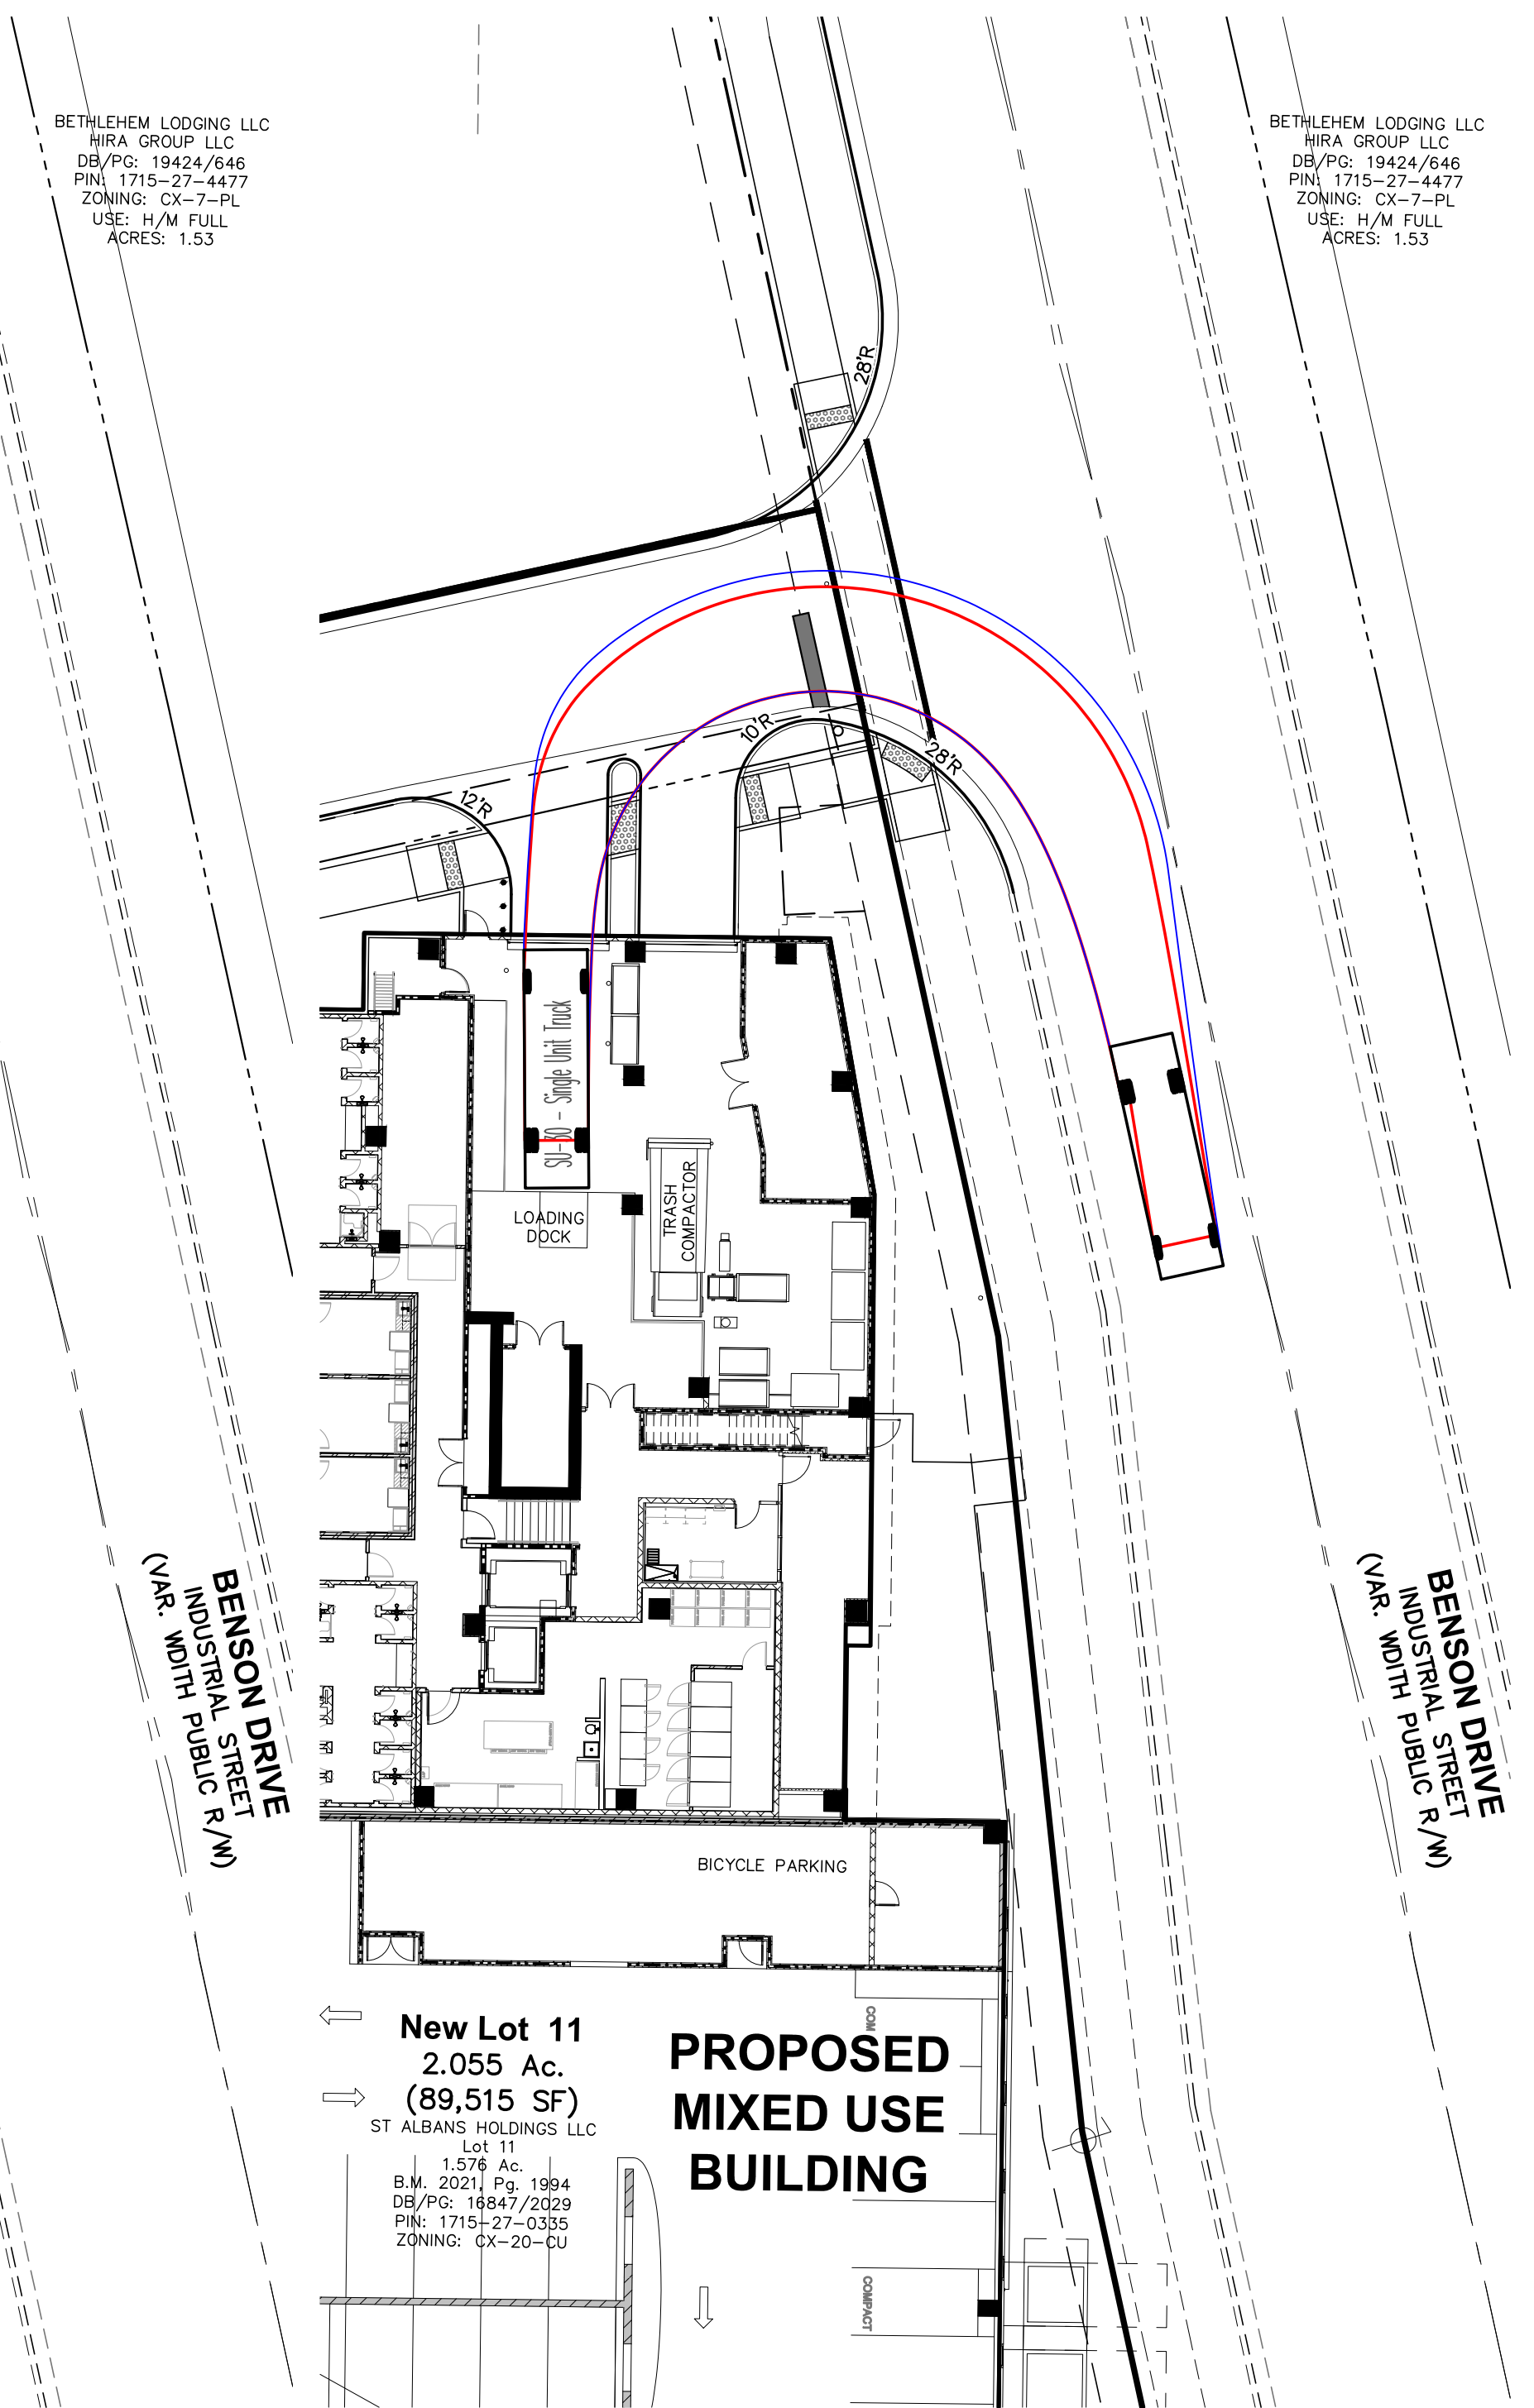 BETHLEHEM LODGING LLC
HIRA GROUP LLC
DB/PG: 19424/646
PIN: 1715-27-4477
ZONING: CX-7-PL
USE: H/M FULL
ACRES: 1.53
BETHLEHEM LODGING LLC
HIRA GROUP LLC
DB/PG: 19424/646
PIN: 1715-27-4477
ZONING: CX-7-PL
USE: H/M FULL
ACRES: 1.53
28'R
10'R
28'R
12'R
SU-30 - Single Unit Truck
LOADING
DOCK
TRASH
COMPACTOR
BENSON DRIVE
INDUSTRIAL STREET
(VAR. WDITH PUBLIC R/W)
BENSON DRIVE
INDUSTRIAL STREET
(VAR. WDITH PUBLIC R/W)
BICYCLE PARKING
New Lot 11
2.055 Ac.
(89,515 SF)
ST ALBANS HOLDINGS LLC
Lot 11
1.576 Ac.
B.M. 2021, Pg. 1994
DB/PG: 16847/2029
PIN: 1715-27-0335
ZONING: CX-20-CU
PROPOSED
MIXED USE
BUILDING
COM
COMPACT